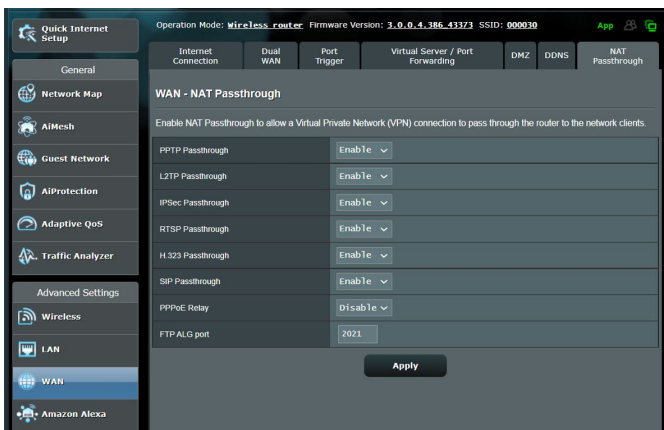 Quick Internet
Setup
Operation Mode: Wireless router Firmware Version: 3.0.0.4.386_43373 SSID: 000030
App
General
Network Map
AiMesh
Guest Network
AiProtection
Adaptive QoS
Traffic Analyzer
Advanced Settings
Wireless
LAN
WAN
Amazon Alexa
Internet
Connection
Dual
WAN
Port
Trigger
Virtual Server / Port
Forwarding
DMZ
DDNS
NAT
Passthrough
WAN - NAT Passthrough
Enable NAT Passthrough to allow a Virtual Private Network (VPN) connection to pass through the router to the network clients.
PPTP Passthrough Enable
L2TP Passthrough Enable
IPSec Passthrough Enable
RTSP Passthrough Enable
H.323 Passthrough Enable
SIP Passthrough Enable
PPPoE Relay Disable
FTP ALG port 2021
Apply